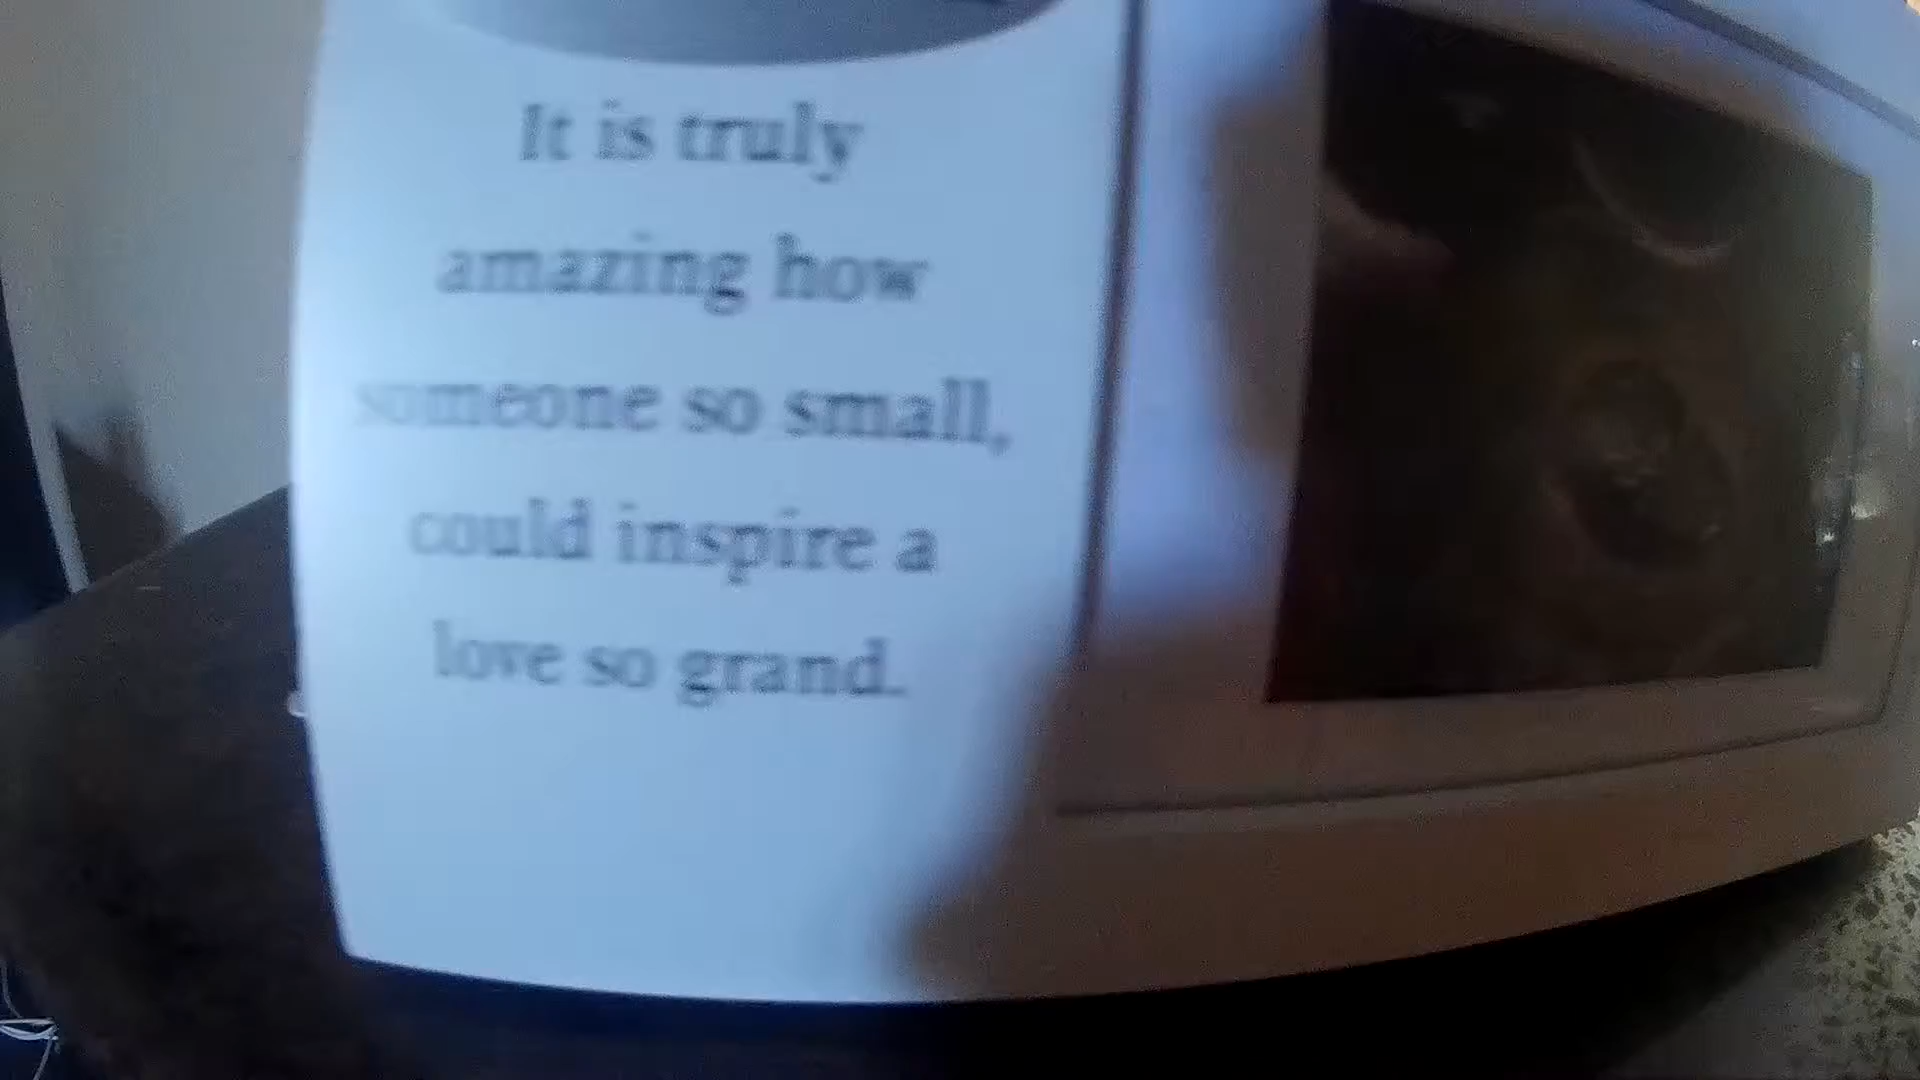 It is truly
amazing how
someone so small,
could inspire a
love so grand.